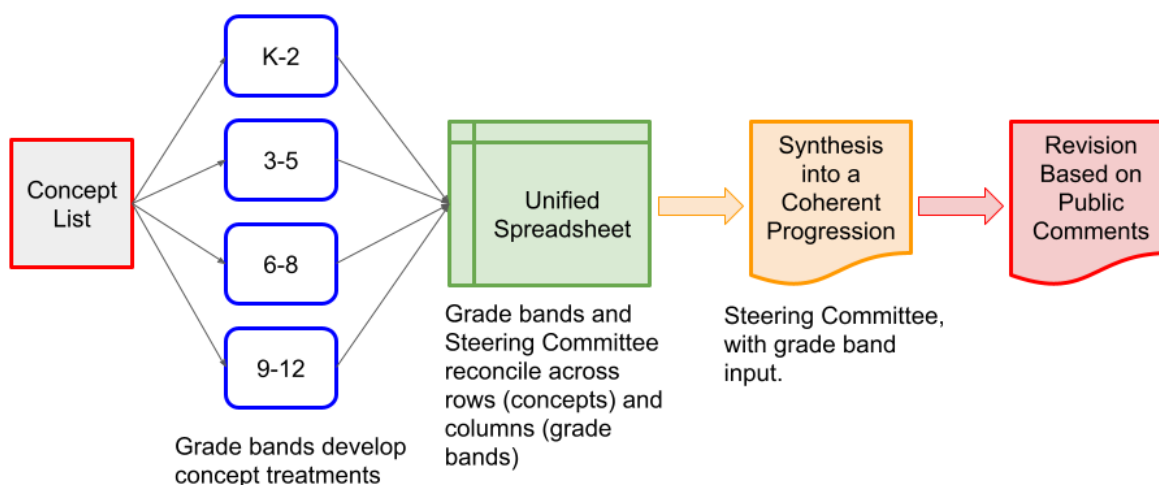 Concept
List
K-2
3-5
6-8
9-12
Grade bands develop
concept treatments
Unified
Spreadsheet
Grade bands and
Steering Committee
reconcile across
rows (concepts) and
columns (grade
bands)
Synthesis
into a
Coherent
Progression
Steering Committee,
with grade band
input.
Revision
Based on
Public
Comments